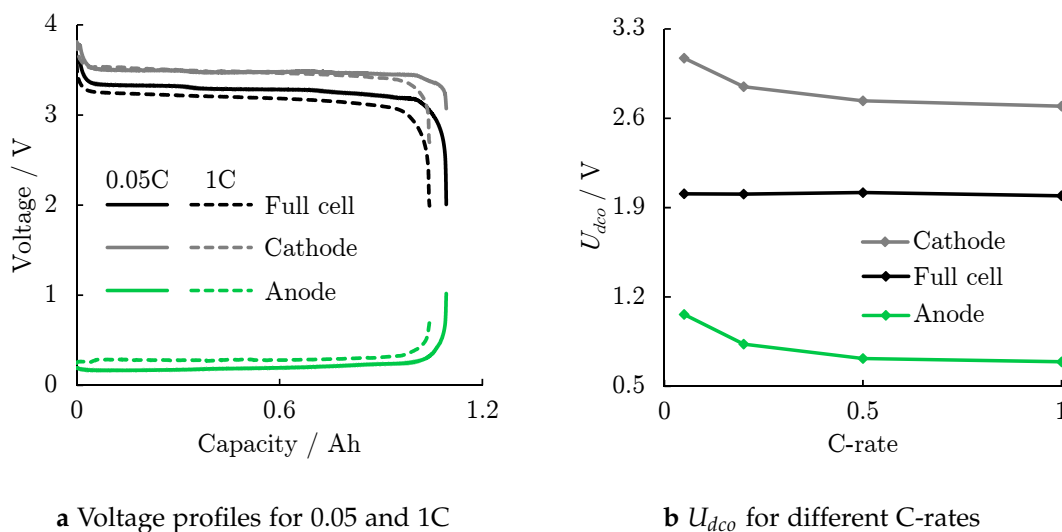 4
3
2
1
0
Voltage / V
0.05C 1C
Full cell
Cathode
Anode
0 0.6 1.2
Capacity / Ah
a Voltage profiles for 0.05 and 1C
3.3
2.6
1.9
1.2
0.5
U_dco / V
Cathode
Full cell
Anode
0 0.5 1
C-rate
b U_dco for different C-rates